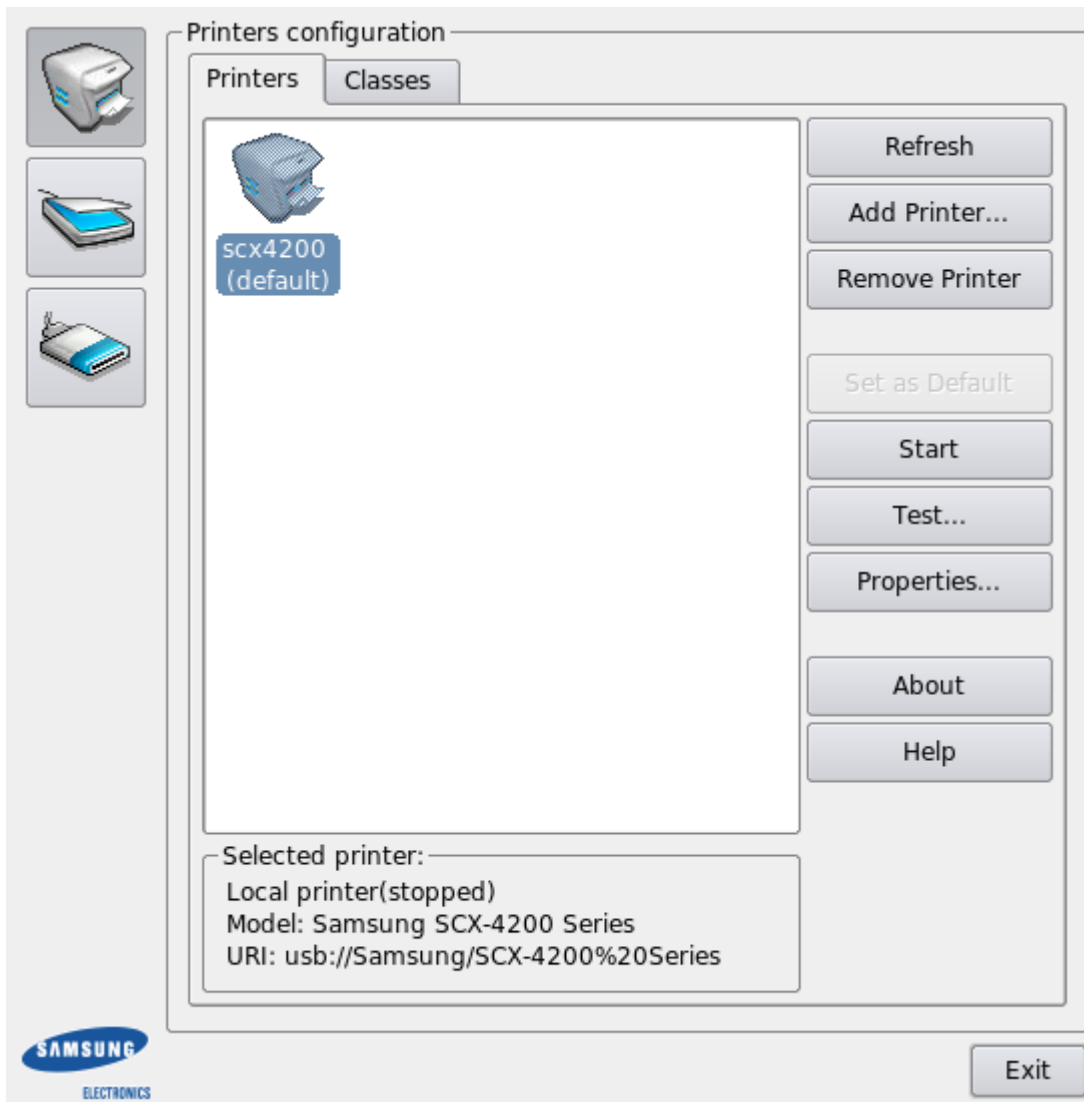 Printers configuration
Printers
Classes
scx4200
(default)
Refresh
Add Printer...
Remove Printer
Set as Default
Start
Test...
Properties...
About
Help
Selected printer:
Local printer(stopped)
Model: Samsung SCX-4200 Series
URI: usb://Samsung/SCX-4200%20Series
SAMSUNG
ELECTRONICS
Exit